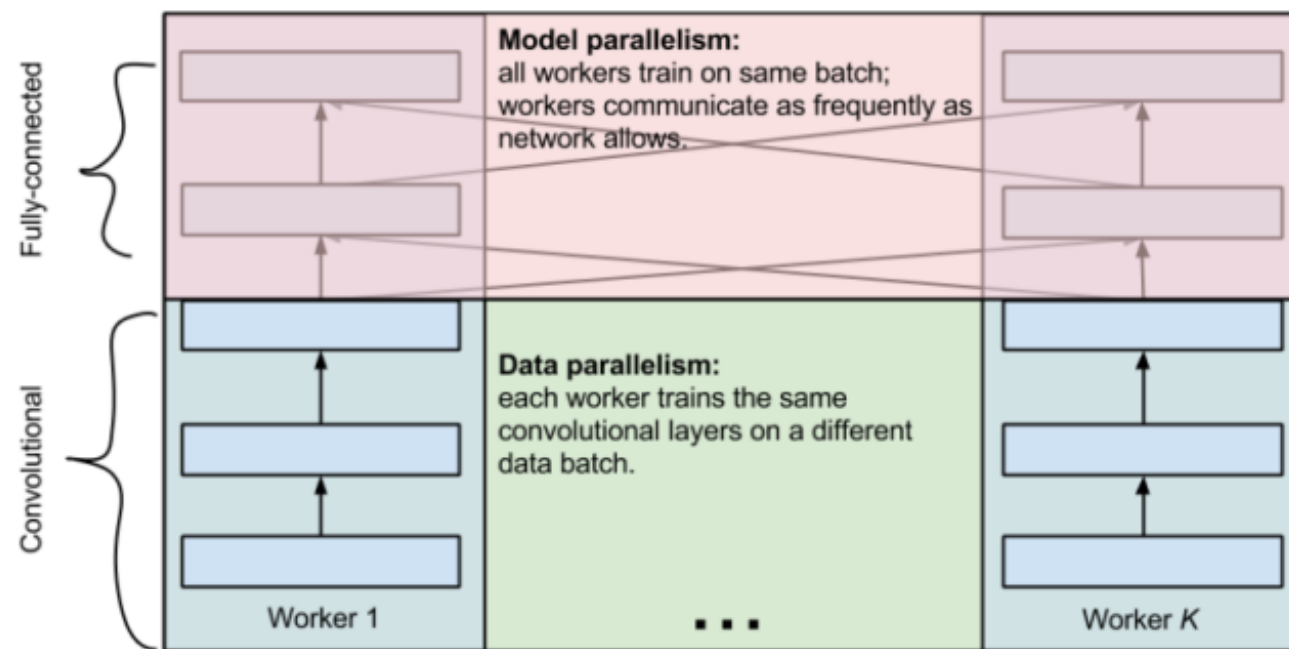 Fully-connected
Model parallelism:
all workers train on same batch;
workers communicate as frequently as
network allows.
Convolutional
Data parallelism:
each worker trains the same
convolutional layers on a different
data batch.
Worker 1
...
Worker K